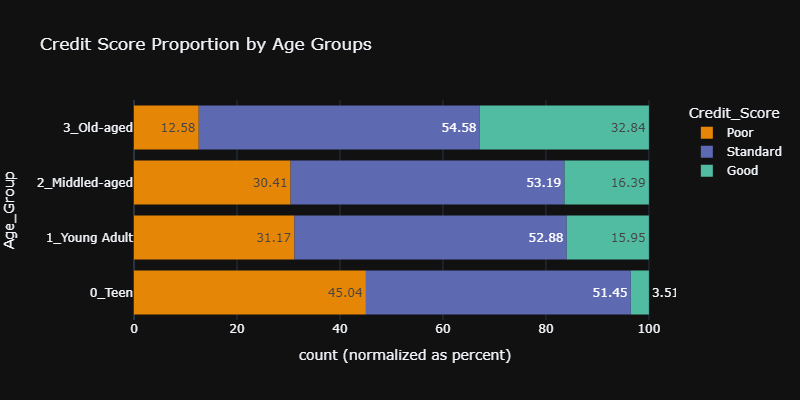 Credit Score Proportion by Age Groups
Credit_Score
Poor
Standard
Good
Age_Group
3_Old-aged 12.58 54.58 32.84
2_Middled-aged 30.41 53.19 16.39
1_Young Adult 31.17 52.88 15.95
0_Teen 45.04 51.45 3.51
0 20 40 60 80 100
count (normalized as percent)